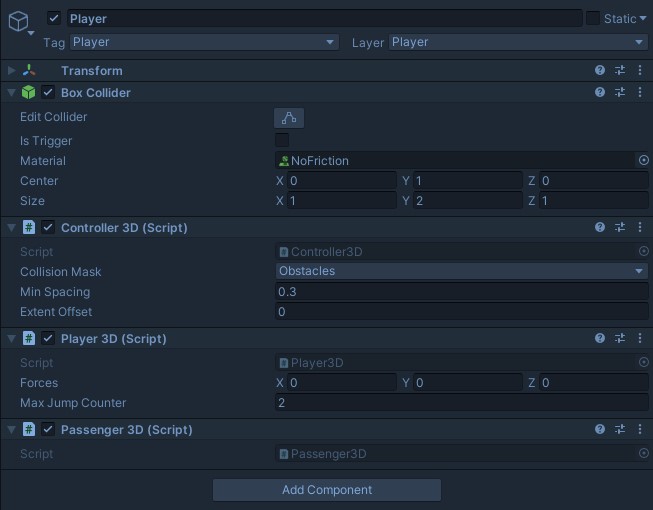 Player Static
Tag Player Layer Player
Transform
Box Collider
Edit Collider
Is Trigger
Material NoFriction
Center X 0 Y 1 Z 0
Size X 1 Y 2 Z 1
# Controller 3D (Script)
Script # Controller3D
Collision Mask Obstacles
Min Spacing 0.3
Extent Offset 0
# Player 3D (Script)
Script # Player3D
Forces X 0 Y 0 Z 0
Max Jump Counter 2
# Passenger 3D (Script)
Script # Passenger3D
Add Component